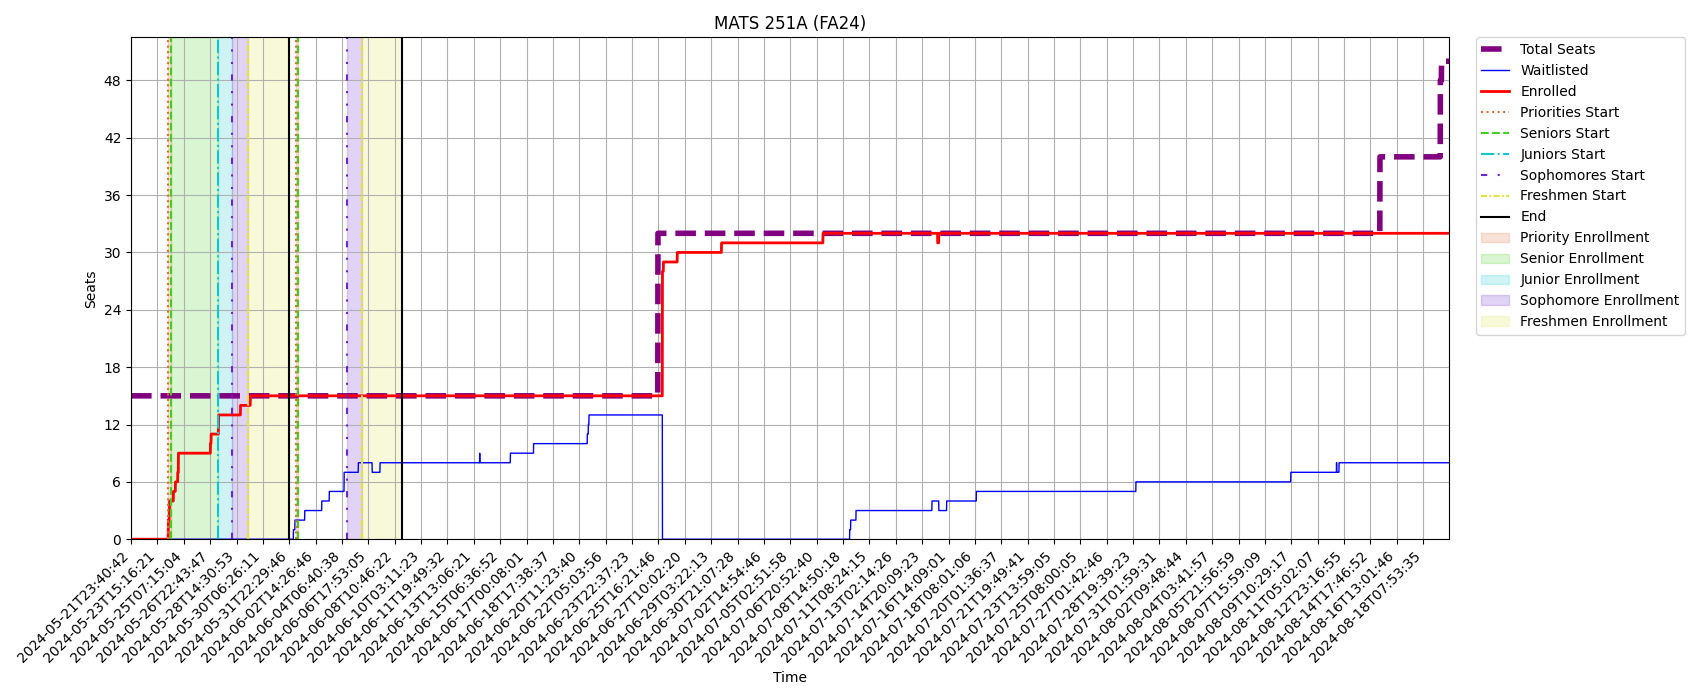 MATS 251A (FA24)
Seats
48
42
36
30
24
18
12
6
0
2024-05-21T23:40:42
2024-05-23T15:16:21
2024-05-25T07:15:04
2024-05-26T22:43:47
2024-05-28T14:30:53
2024-05-30T06:26:11
2024-05-31T22:29:46
2024-06-02T14:26:46
2024-06-04T06:40:38
2024-06-06T17:53:05
2024-06-08T10:46:22
2024-06-10T03:11:23
2024-06-11T19:49:32
2024-06-13T13:06:21
2024-06-15T06:36:52
2024-06-17T00:08:01
2024-06-18T17:38:37
2024-06-20T11:23:40
2024-06-22T05:03:56
2024-06-23T22:37:23
2024-06-25T16:21:46
2024-06-27T10:02:20
2024-06-29T03:22:13
2024-06-30T21:07:28
2024-07-02T14:54:46
2024-07-05T02:51:58
2024-07-06T20:52:40
2024-07-08T14:50:18
2024-07-11T08:24:15
2024-07-13T02:14:26
2024-07-14T20:09:23
2024-07-16T14:09:01
2024-07-18T08:01:06
2024-07-20T01:36:37
2024-07-21T19:49:41
2024-07-23T13:59:05
2024-07-25T08:00:05
2024-07-27T01:42:46
2024-07-28T19:39:23
2024-07-31T01:59:31
2024-08-02T09:48:44
2024-08-04T03:41:57
2024-08-05T21:56:59
2024-08-07T15:59:09
2024-08-09T10:29:17
2024-08-11T05:02:07
2024-08-12T23:16:55
2024-08-14T17:46:52
2024-08-16T13:01:46
2024-08-18T07:53:35
Time
Total Seats
Waitlisted
Enrolled
Priorities Start
Seniors Start
Juniors Start
Sophomores Start
Freshmen Start
End
Priority Enrollment
Senior Enrollment
Junior Enrollment
Sophomore Enrollment
Freshmen Enrollment